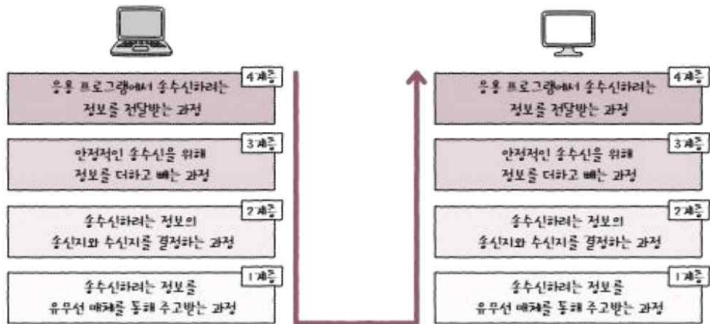 4계층
응용 프로그램에서 송수신하려는
정보를 전달받는 과정
3계층
안정적인 송수신을 위해
정보를 더하고 빼는 과정
2계층
송수신하려는 정보의
송신지와 수신지를 결정하는 과정
1계층
송수신하려는 정보를
유무선 매체를 통해 주고받는 과정
4계층
응용 프로그램에서 송수신하려는
정보를 전달받는 과정
3계층
안정적인 송수신을 위해
정보를 더하고 빼는 과정
2계층
송수신하려는 정보의
송신지와 수신지를 결정하는 과정
1계층
송수신하려는 정보를
유무선 매체를 통해 주고받는 과정